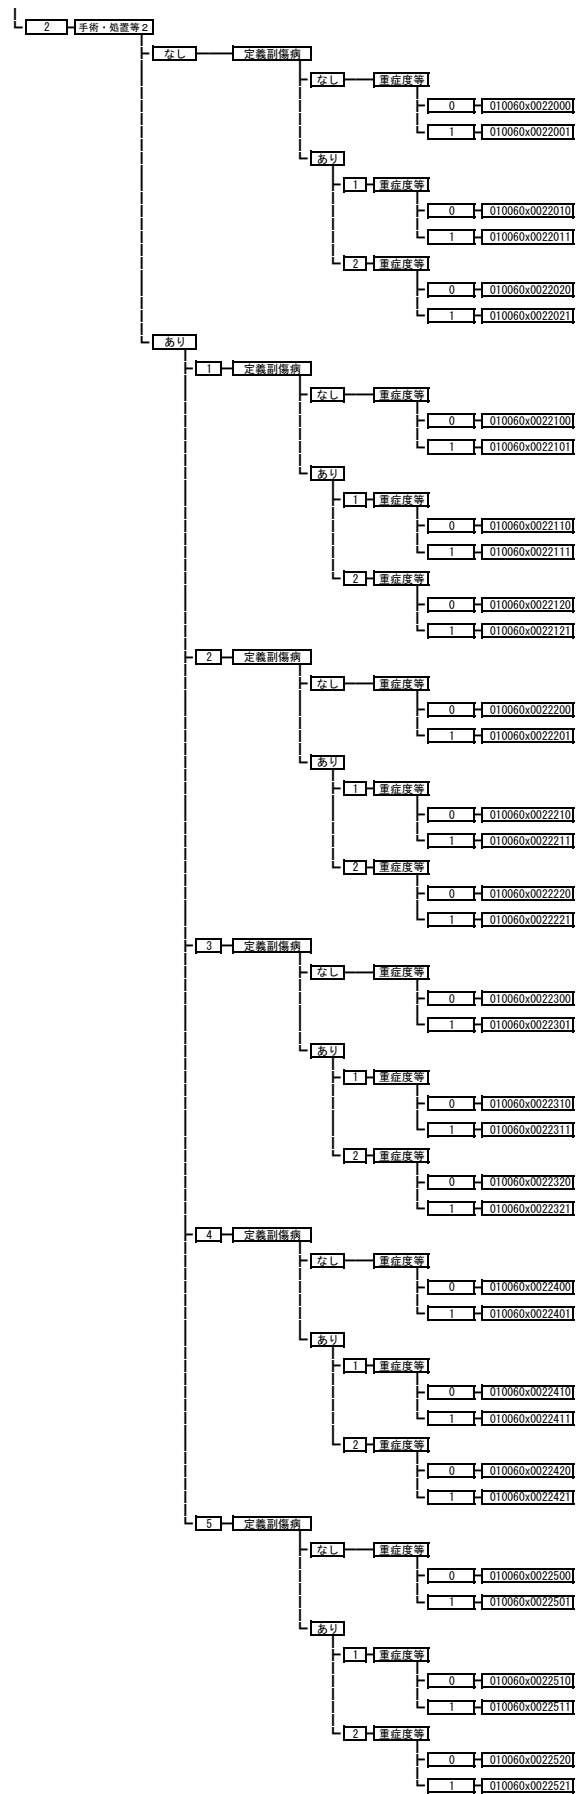 2 手術・処置等2
なし 定義副傷病
なし 重症度等
0 010060x0022000
1 010060x0022001
あり
1 重症度等
0 010060x0022010
1 010060x0022011
2 重症度等
0 010060x0022020
1 010060x0022021
あり
1 定義副傷病
なし 重症度等
0 010060x0022100
1 010060x0022101
あり
1 重症度等
0 010060x0022110
1 010060x0022111
2 重症度等
0 010060x0022120
1 010060x0022121
2 定義副傷病
なし 重症度等
0 010060x0022200
1 010060x0022201
あり
1 重症度等
0 010060x0022210
1 010060x0022211
2 重症度等
0 010060x0022220
1 010060x0022221
3 定義副傷病
なし 重症度等
0 010060x0022300
1 010060x0022301
あり
1 重症度等
0 010060x0022310
1 010060x0022311
2 重症度等
0 010060x0022320
1 010060x0022321
4 定義副傷病
なし 重症度等
0 010060x0022400
1 010060x0022401
あり
1 重症度等
0 010060x0022410
1 010060x0022411
2 重症度等
0 010060x0022420
1 010060x0022421
5 定義副傷病
なし 重症度等
0 010060x0022500
1 010060x0022501
あり
1 重症度等
0 010060x0022510
1 010060x0022511
2 重症度等
0 010060x0022520
1 010060x0022521